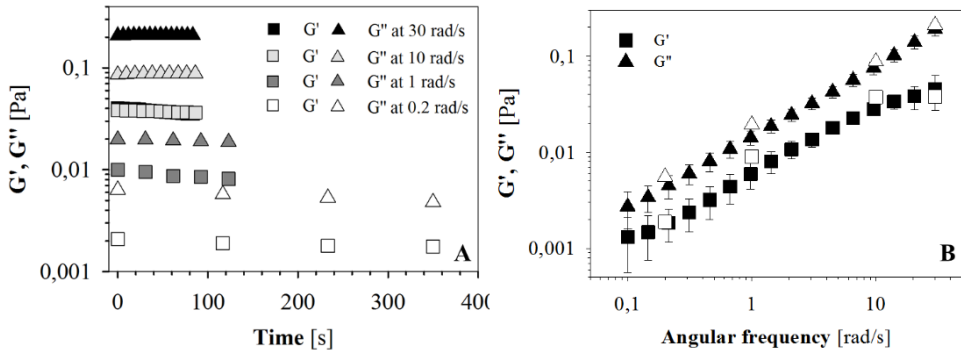 G' G'' at 30 rad/s
G' G'' at 10 rad/s
G' G'' at 1 rad/s
G' G'' at 0.2 rad/s
G', G'' [Pa]
0,1
0,01
0,001
0 100 200 300 400
Time [s]
A
G'
G''
G', G'' [Pa]
0,1
0,01
0,001
0,1 1 10
Angular frequency [rad/s]
B